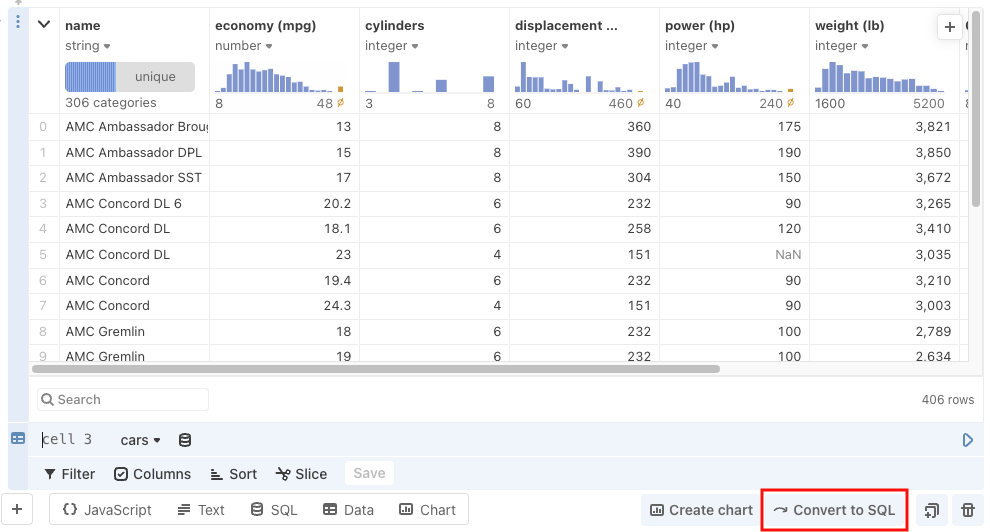 name economy (mpg) cylinders displacement ... power (hp) weight (lb)
string number integer integer integer integer
unique
306 categories 8 48 3 8 60 460 40 240 1600 5200
0 AMC Ambassador Broug 13 8 360 175 3,821
1 AMC Ambassador DPL 15 8 390 190 3,850
2 AMC Ambassador SST 17 8 304 150 3,672
3 AMC Concord DL 6 20.2 6 232 90 3,265
4 AMC Concord DL 18.1 6 258 120 3,410
5 AMC Concord DL 23 4 151 NaN 3,035
6 AMC Concord 19.4 6 232 90 3,210
7 AMC Concord 24.3 4 151 90 3,003
8 AMC Gremlin 18 6 232 100 2,789
9 AMC Gremlin 19 6 232 100 2,634
Search 406 rows
cell 3 cars
Filter Columns Sort Slice Save
+ {} JavaScript Text SQL Data Chart Create chart Convert to SQL